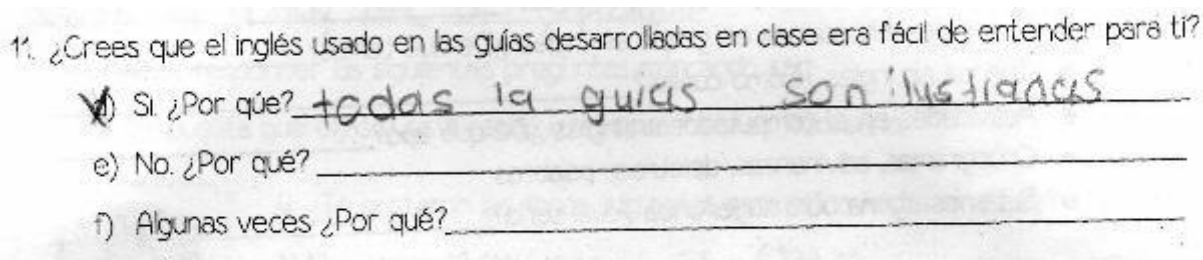 11. ¿Crees que el inglés usado en las guías desarrolladas en clase era fácil de entender para ti?
d) Si. ¿Por qúe? todas la guias son ilustradas
e) No. ¿Por qué?
f) Algunas veces ¿Por qué?